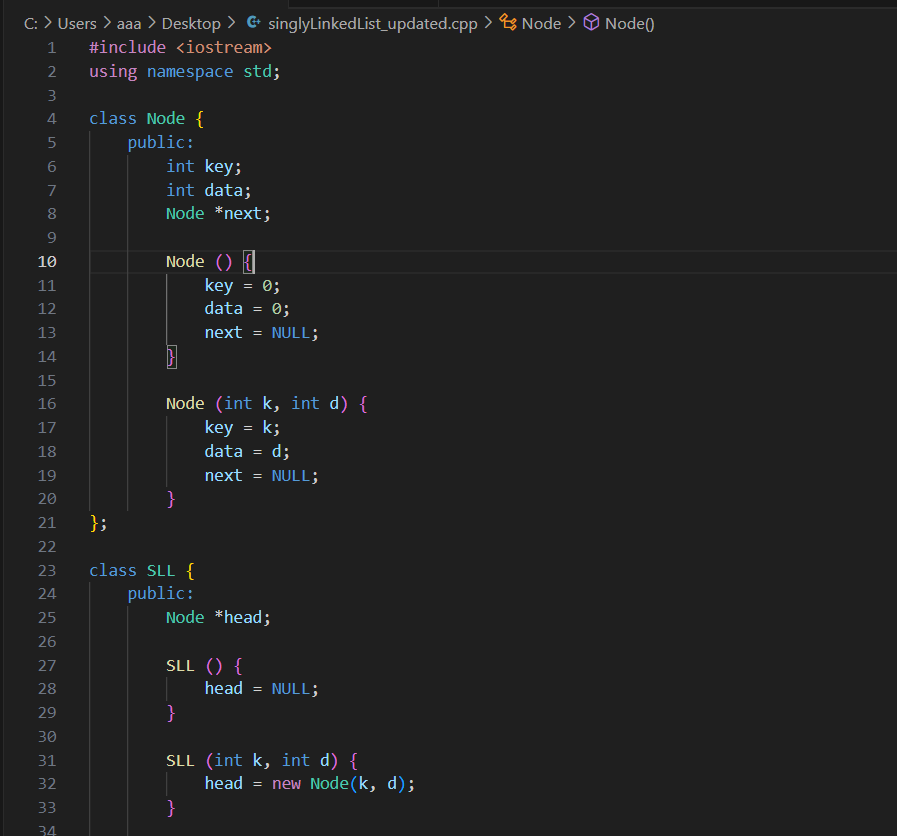 C: > Users > aaa > Desktop > singlyLinkedList_updated.cpp > Node > Node()
1 #include <iostream>
2 using namespace std;
3
4 class Node {
5     public:
6         int key;
7         int data;
8         Node *next;
9
10         Node () {
11             key = 0;
12             data = 0;
13             next = NULL;
14         }
15
16         Node (int k, int d) {
17             key = k;
18             data = d;
19             next = NULL;
20         }
21 };
22
23 class SLL {
24     public:
25         Node *head;
26
27         SLL () {
28             head = NULL;
29         }
30
31         SLL (int k, int d) {
32             head = new Node(k, d);
33         }
34